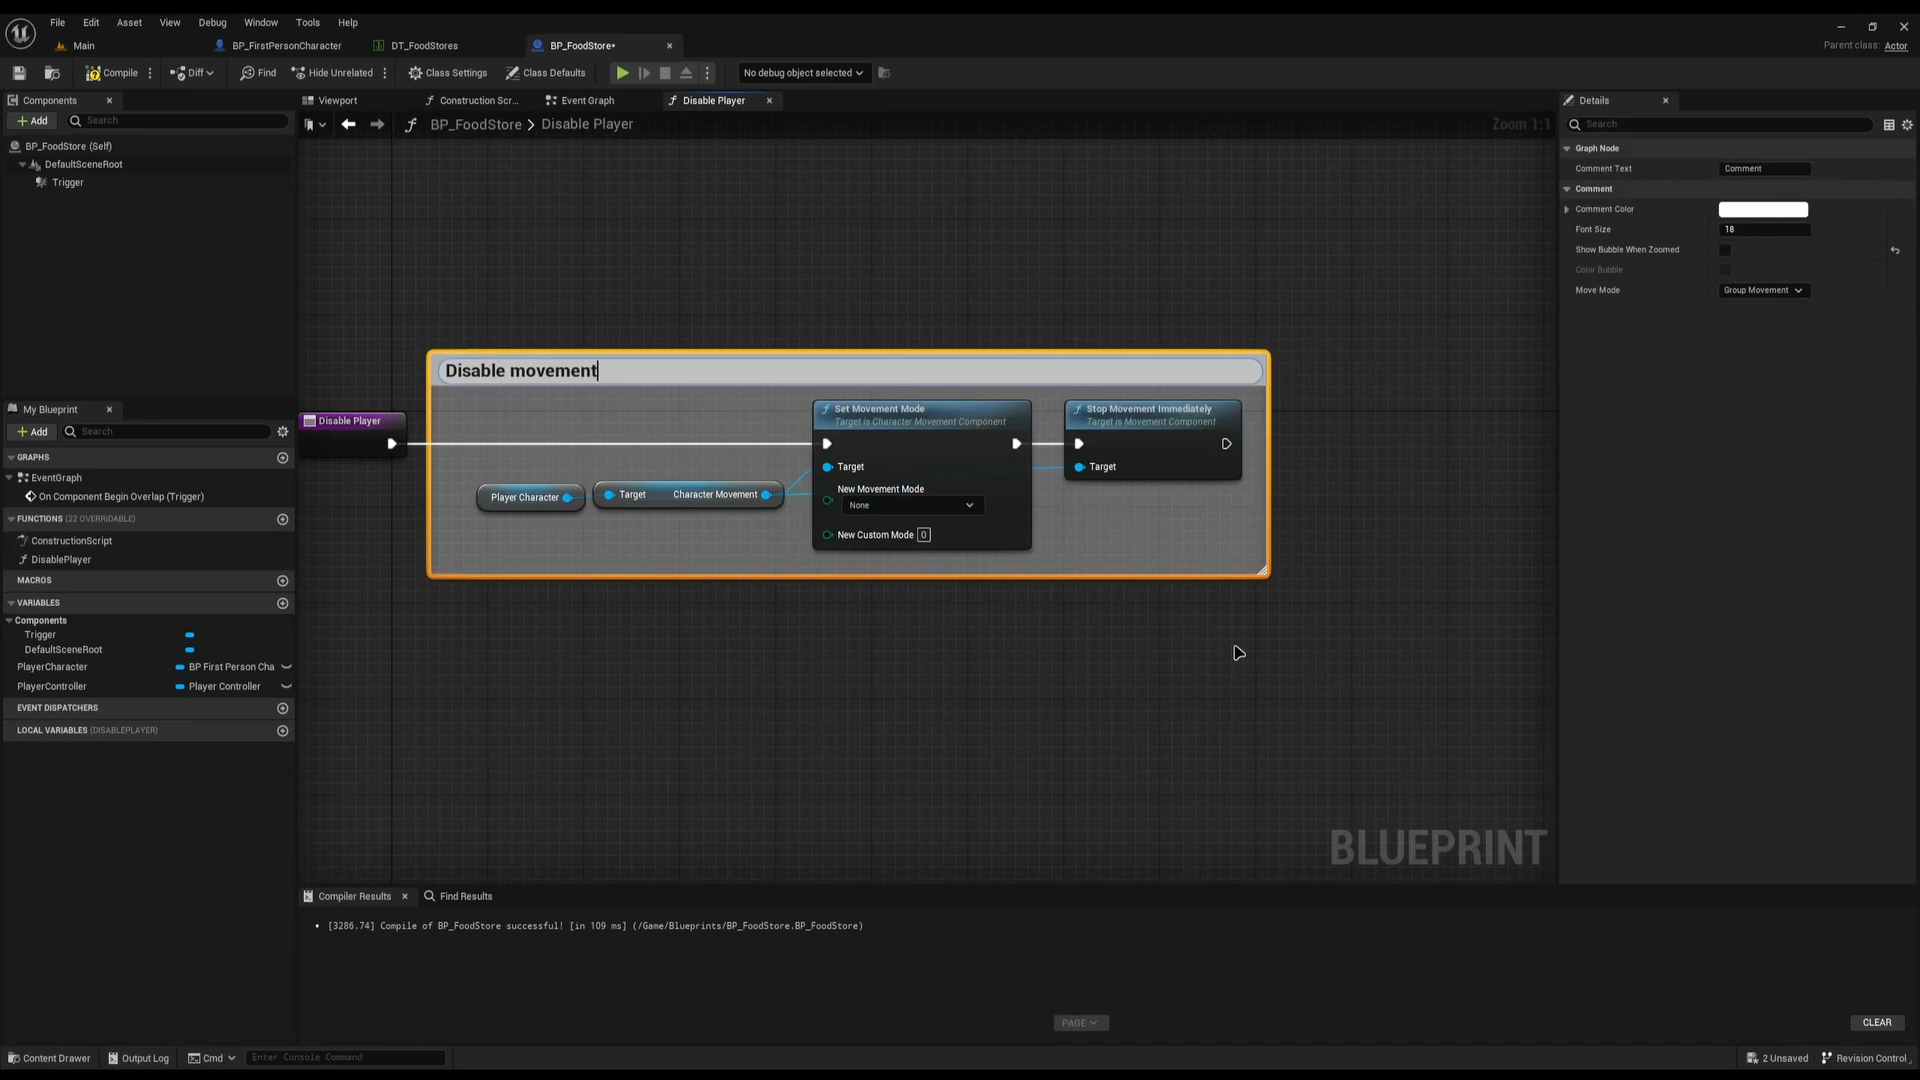 File Edit Asset View Debug Window Tools Help
Main BP_FirstPersonCharacter DT_FoodStores BP_FoodStore•
Parent class: Actor
Compile Diff Find Hide Unrelated Class Settings Class Defaults No debug object selected
Components
Add Search
BP_FoodStore (Self)
DefaultSceneRoot
Trigger
Viewport Construction Scr... Event Graph Disable Player
BP_FoodStore > Disable Player
Zoom 1:1
Disable movement
Disable Player
Set Movement Mode
Target is Character Movement Component
Target
New Movement Mode
None
New Custom Mode 0
Stop Movement Immediately
Target is Movement Component
Target
Player Character
Target Character Movement
BLUEPRINT
My Blueprint
Add Search
GRAPHS
EventGraph
On Component Begin Overlap (Trigger)
FUNCTIONS (22 OVERRIDABLE)
ConstructionScript
DisablePlayer
MACROS
VARIABLES
Components
Trigger
DefaultSceneRoot
PlayerCharacter BP First Person Cha
PlayerController Player Controller
EVENT DISPATCHERS
LOCAL VARIABLES (DISABLEPLAYER)
Details
Search
Graph Node
Comment Text Comment
Comment
Comment Color
Font Size 18
Show Bubble When Zoomed
Color Bubble
Move Mode Group Movement
Compiler Results Find Results
• [3286.74] Compile of BP_FoodStore successful! [in 109 ms] (/Game/Blueprints/BP_FoodStore.BP_FoodStore)
PAGE
CLEAR
Content Drawer Output Log Cmd Enter Console Command
2 Unsaved Revision Control